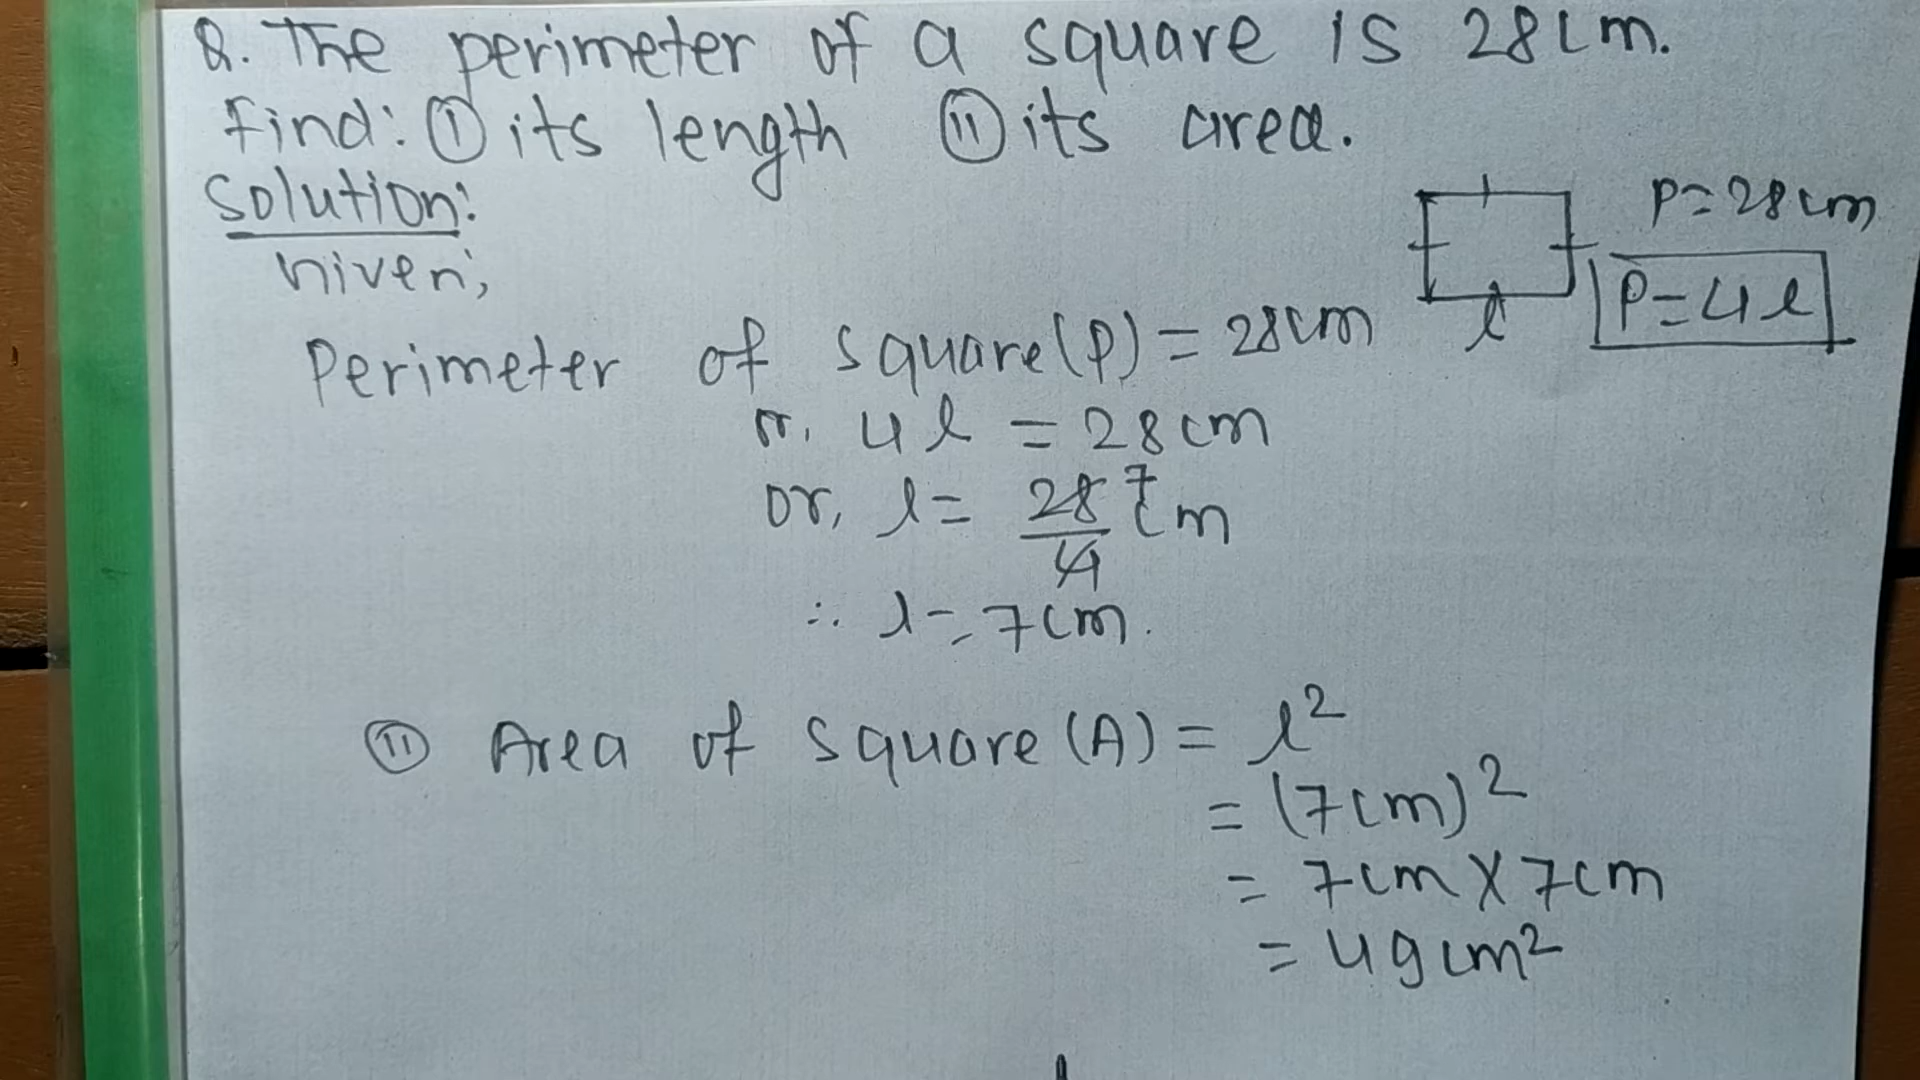 Q. The perimeter of a square is 28cm.
Find: ⓘ its length ⓘⓘ its area.
Solution:
Given,
P = 28cm
P = 4l
l
Perimeter of square(P) = 28cm
or, 4l = 28cm
or, l = 28/4 7 cm
∴ l = 7cm.
ⓘⓘ Area of square (A) = l²
= (7cm)²
= 7cm × 7cm
= 49cm²